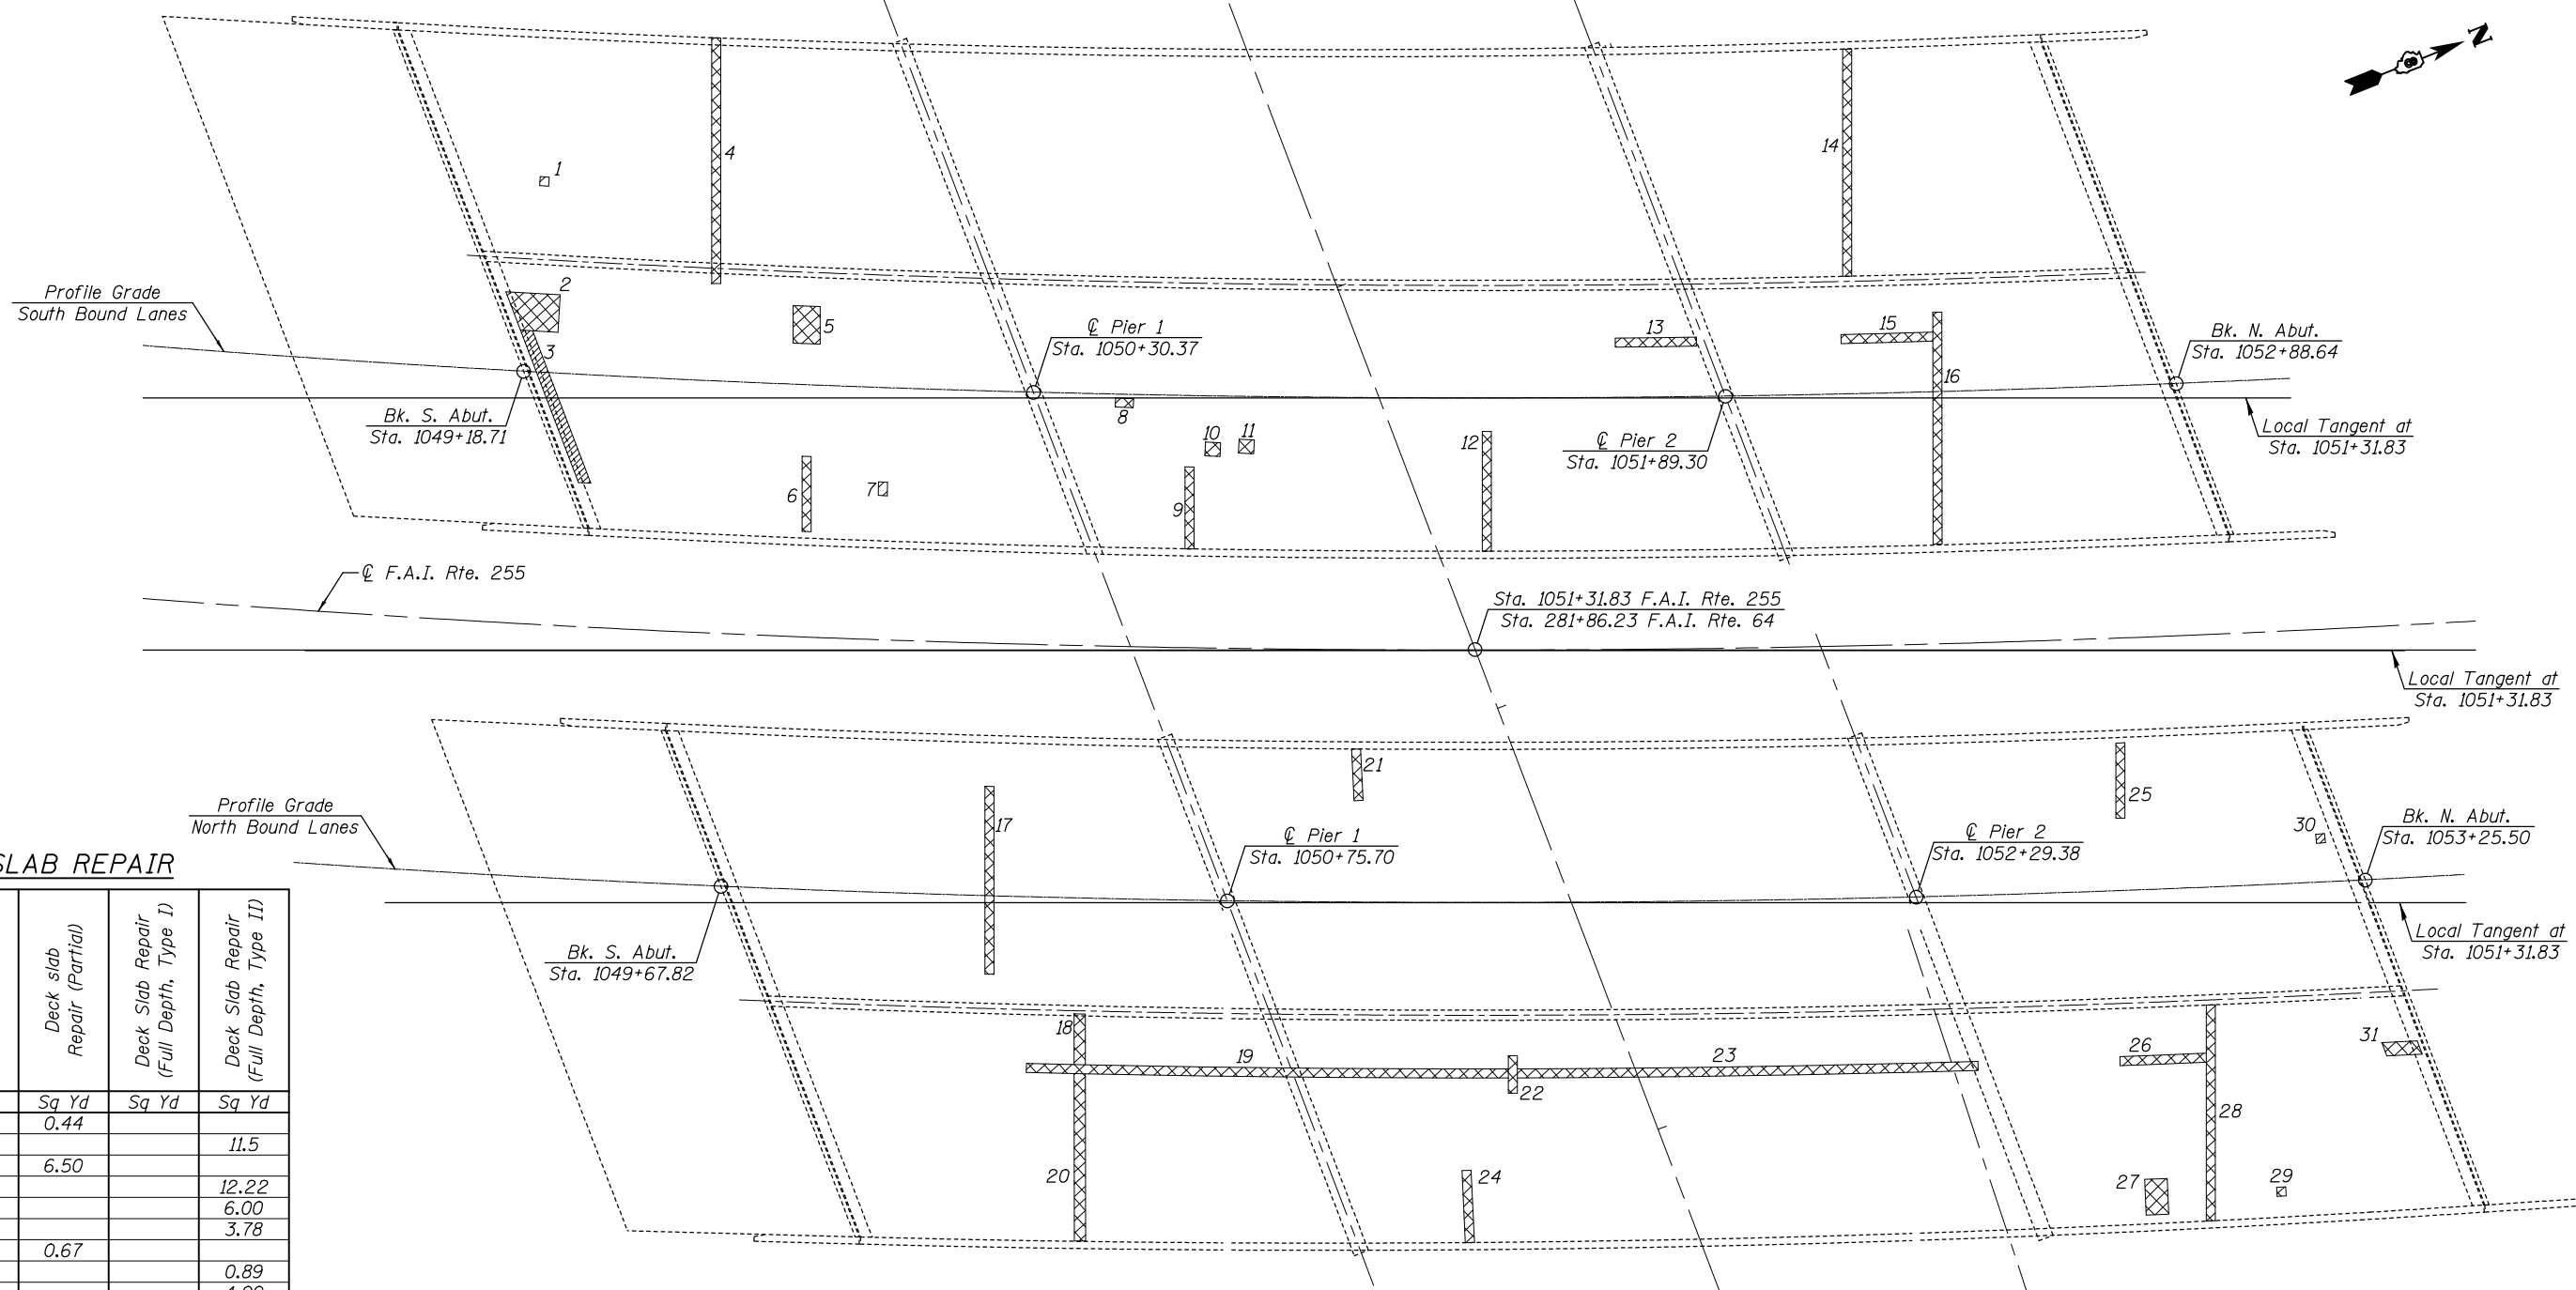 N
1
4
14
Profile Grade
South Bound Lanes
2
3
5
℄ Pier 1
Sta. 1050+30.37
13
15
16
Bk. N. Abut.
Sta. 1052+88.64
Bk. S. Abut.
Sta. 1049+18.71
8
10
11
12
℄ Pier 2
Sta. 1051+89.30
Local Tangent at
Sta. 1051+31.83
6
7
9
℄ F.A.I. Rte. 255
Sta. 1051+31.83 F.A.I. Rte. 255
Sta. 281+86.23 F.A.I. Rte. 64
Local Tangent at
Sta. 1051+31.83
21
25
Profile Grade
North Bound Lanes
17
℄ Pier 1
Sta. 1050+75.70
℄ Pier 2
Sta. 1052+29.38
30
Bk. N. Abut.
Sta. 1053+25.50
Bk. S. Abut.
Sta. 1049+67.82
Local Tangent at
Sta. 1051+31.83
18
19
23
22
26
31
28
20
24
27
29
SLAB REPAIR
Deck slab
Repair (Partial)
Deck Slab Repair
(Full Depth, Type I)
Deck Slab Repair
(Full Depth, Type II)
Sq Yd Sq Yd Sq Yd
0.44
11.5
6.50
12.22
6.00
3.78
0.67
0.89